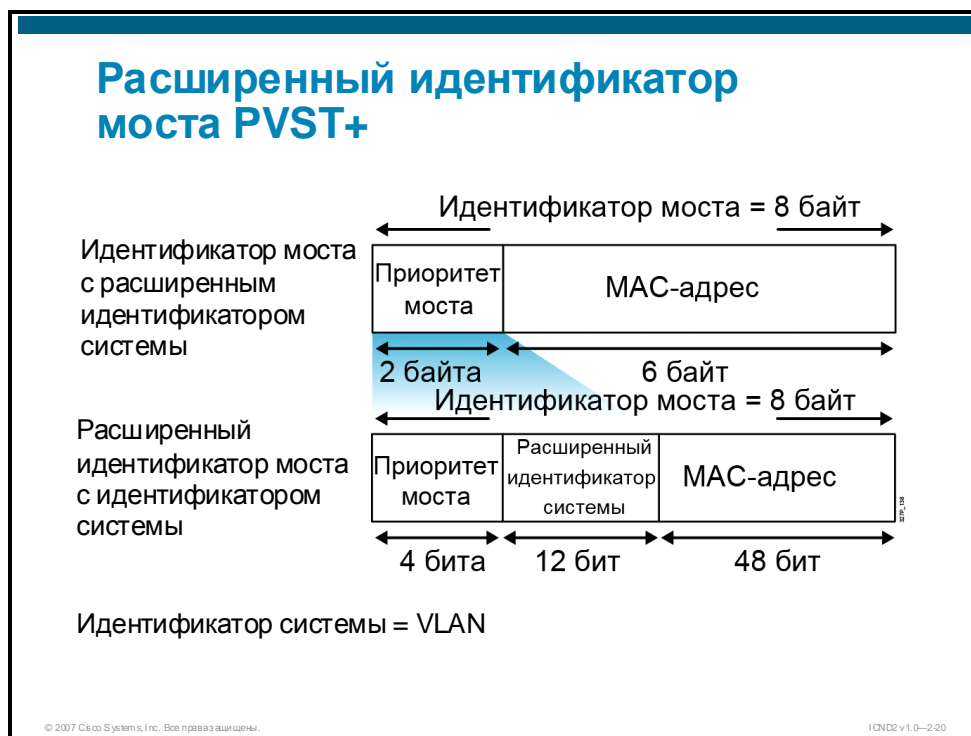 Расширенный идентификатор
моста PVST+
Идентификатор моста = 8 байт
Идентификатор моста
с расширенным
идентификатором
системы
Приоритет
моста
MAC-адрес
2 байта
6 байт
Идентификатор моста = 8 байт
Расширенный
идентификатор моста
с идентификатором
системы
Приоритет
моста
Расширенный
идентификатор
системы
MAC-адрес
327P_138
4 бита
12 бит
48 бит
Идентификатор системы = VLAN
© 2007 Cisco Systems, Inc. Все права защищены.
ICND2 v1.0—2-20